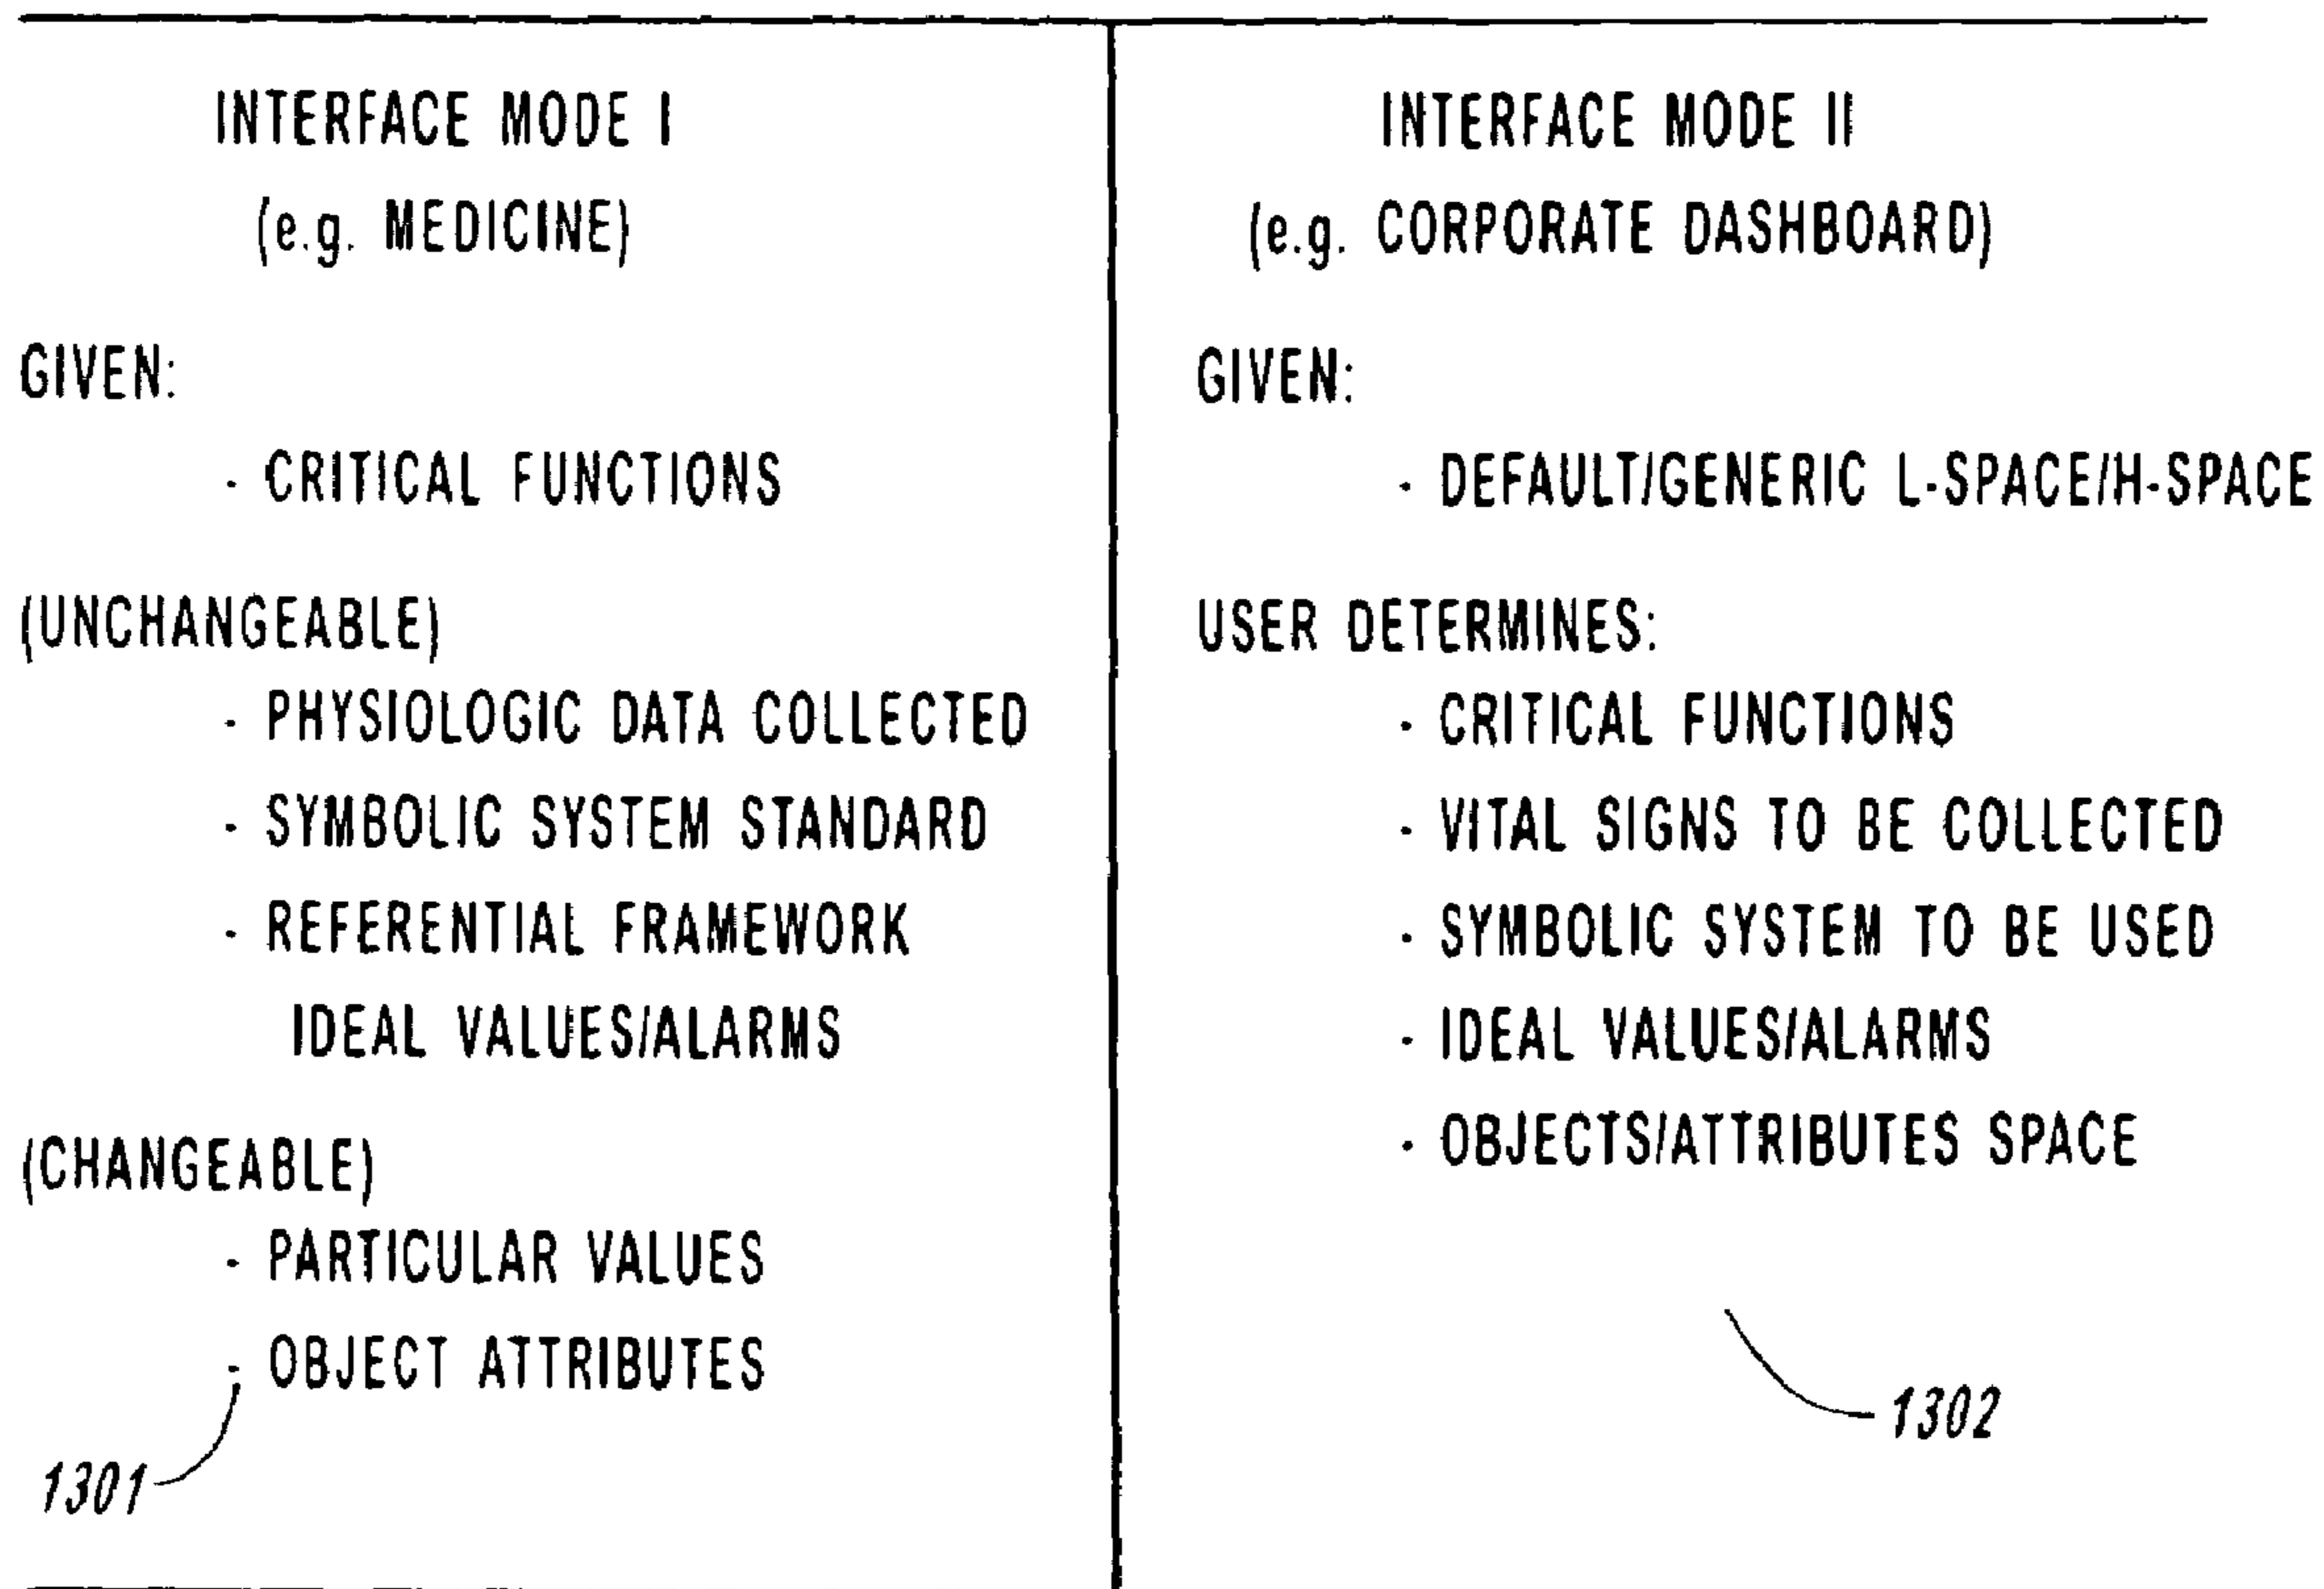 INTERFACE MODE I
(e.g. MEDICINE)
GIVEN:
- CRITICAL FUNCTIONS
(UNCHANGEABLE)
- PHYSIOLOGIC DATA COLLECTED
- SYMBOLIC SYSTEM STANDARD
- REFERENTIAL FRAMEWORK
IDEAL VALUES/ALARMS
(CHANGEABLE)
- PARTICULAR VALUES
- OBJECT ATTRIBUTES
1301
INTERFACE MODE II
(e.g. CORPORATE DASHBOARD)
GIVEN:
- DEFAULT/GENERIC L-SPACE/H-SPACE
USER DETERMINES:
- CRITICAL FUNCTIONS
- VITAL SIGNS TO BE COLLECTED
- SYMBOLIC SYSTEM TO BE USED
- IDEAL VALUES/ALARMS
- OBJECTS/ATTRIBUTES SPACE
1302